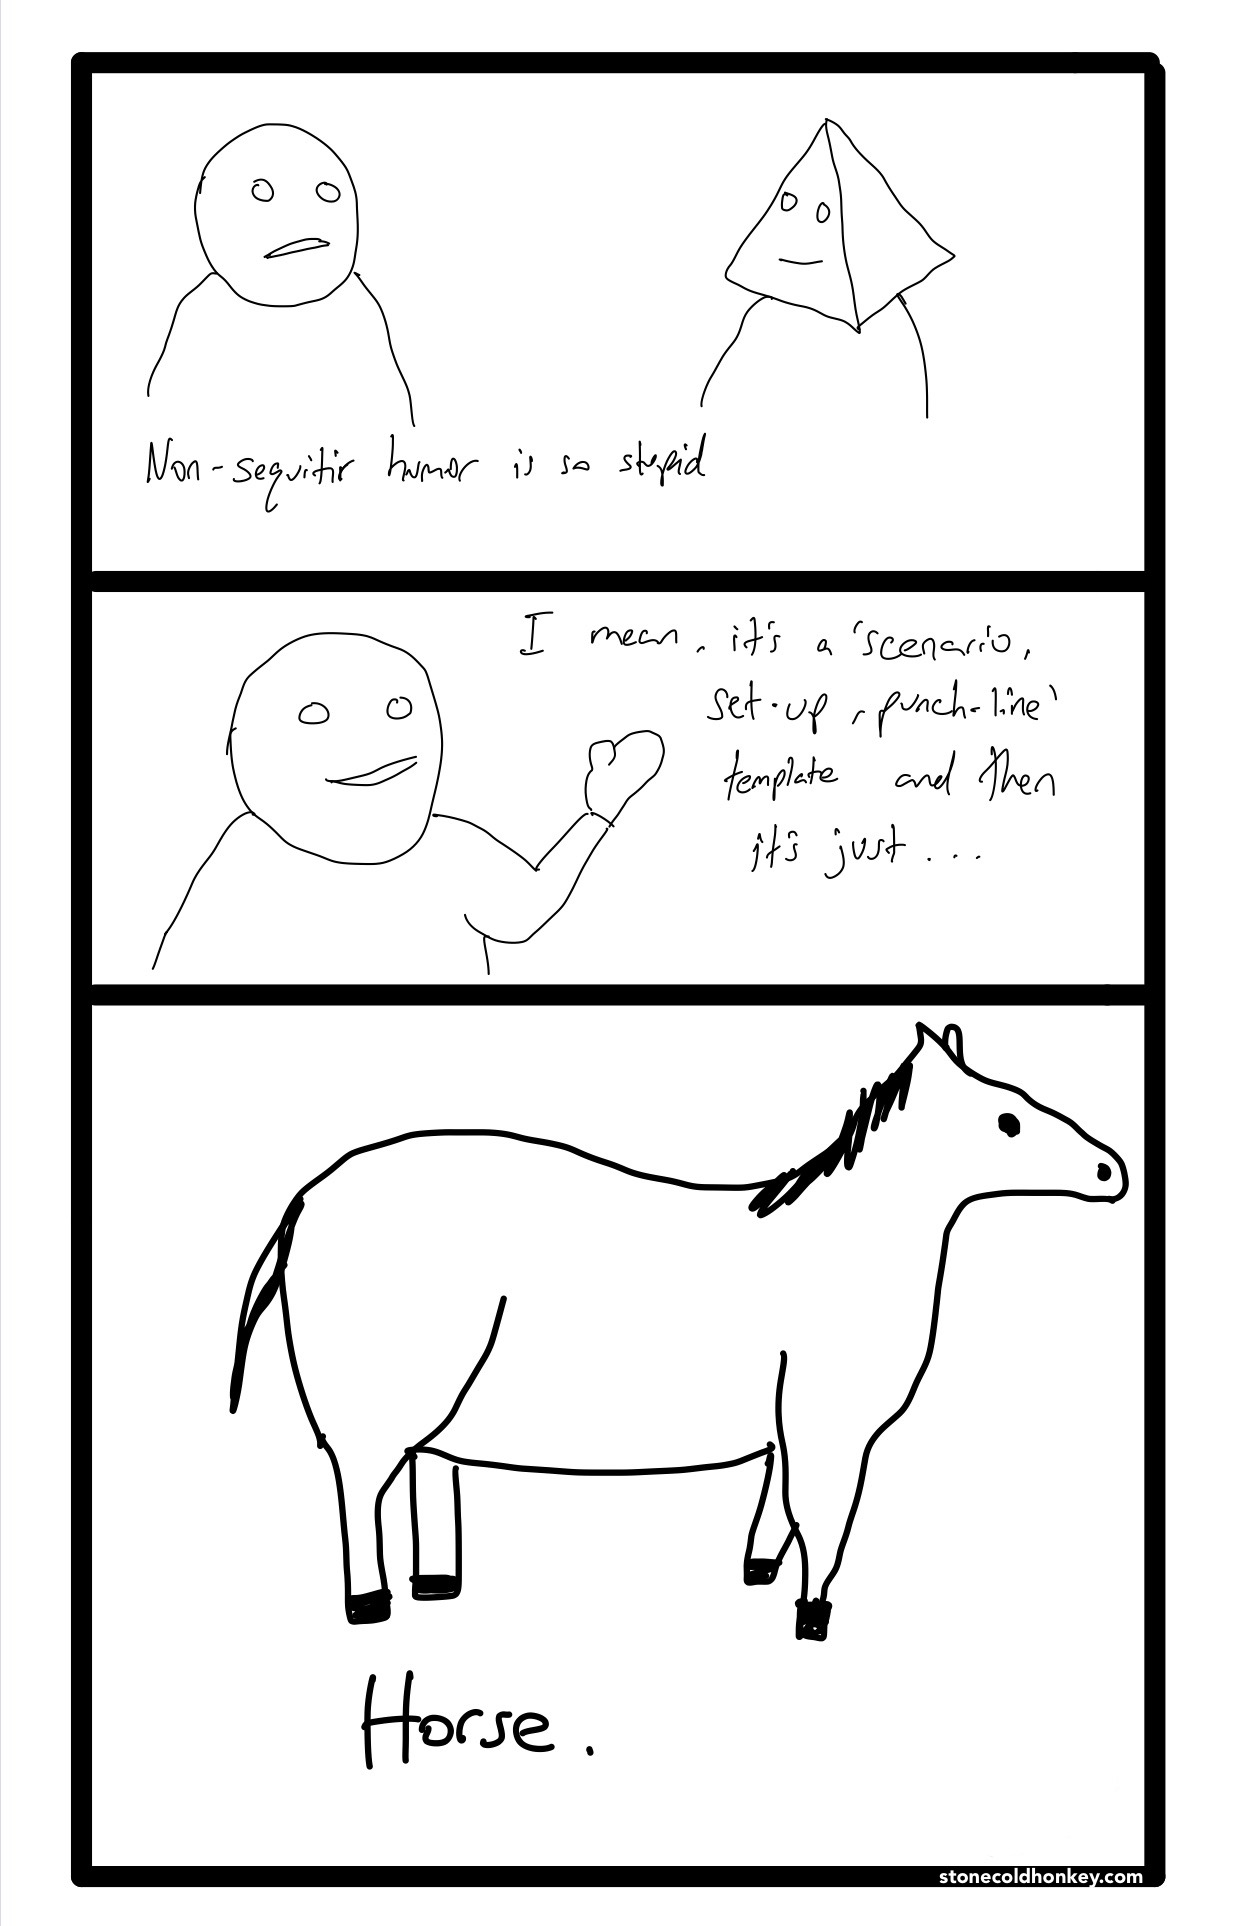 Non-sequitir humor is so stupid
I mean, it's a 'scenario,
set-up, punch-line'
template and then
it's just...
Horse.
stonecoldhonkey.com